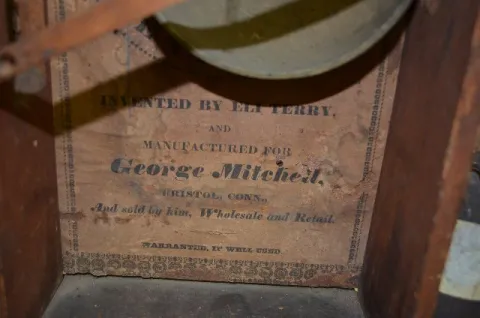 INVENTED BY ELI TERRY,
AND
MANUFACTURED FOR
George Mitchell,
BRISTOL, CONN.,
And sold by him, Wholesale and Retail.
WARRANTED, IF WELL USED